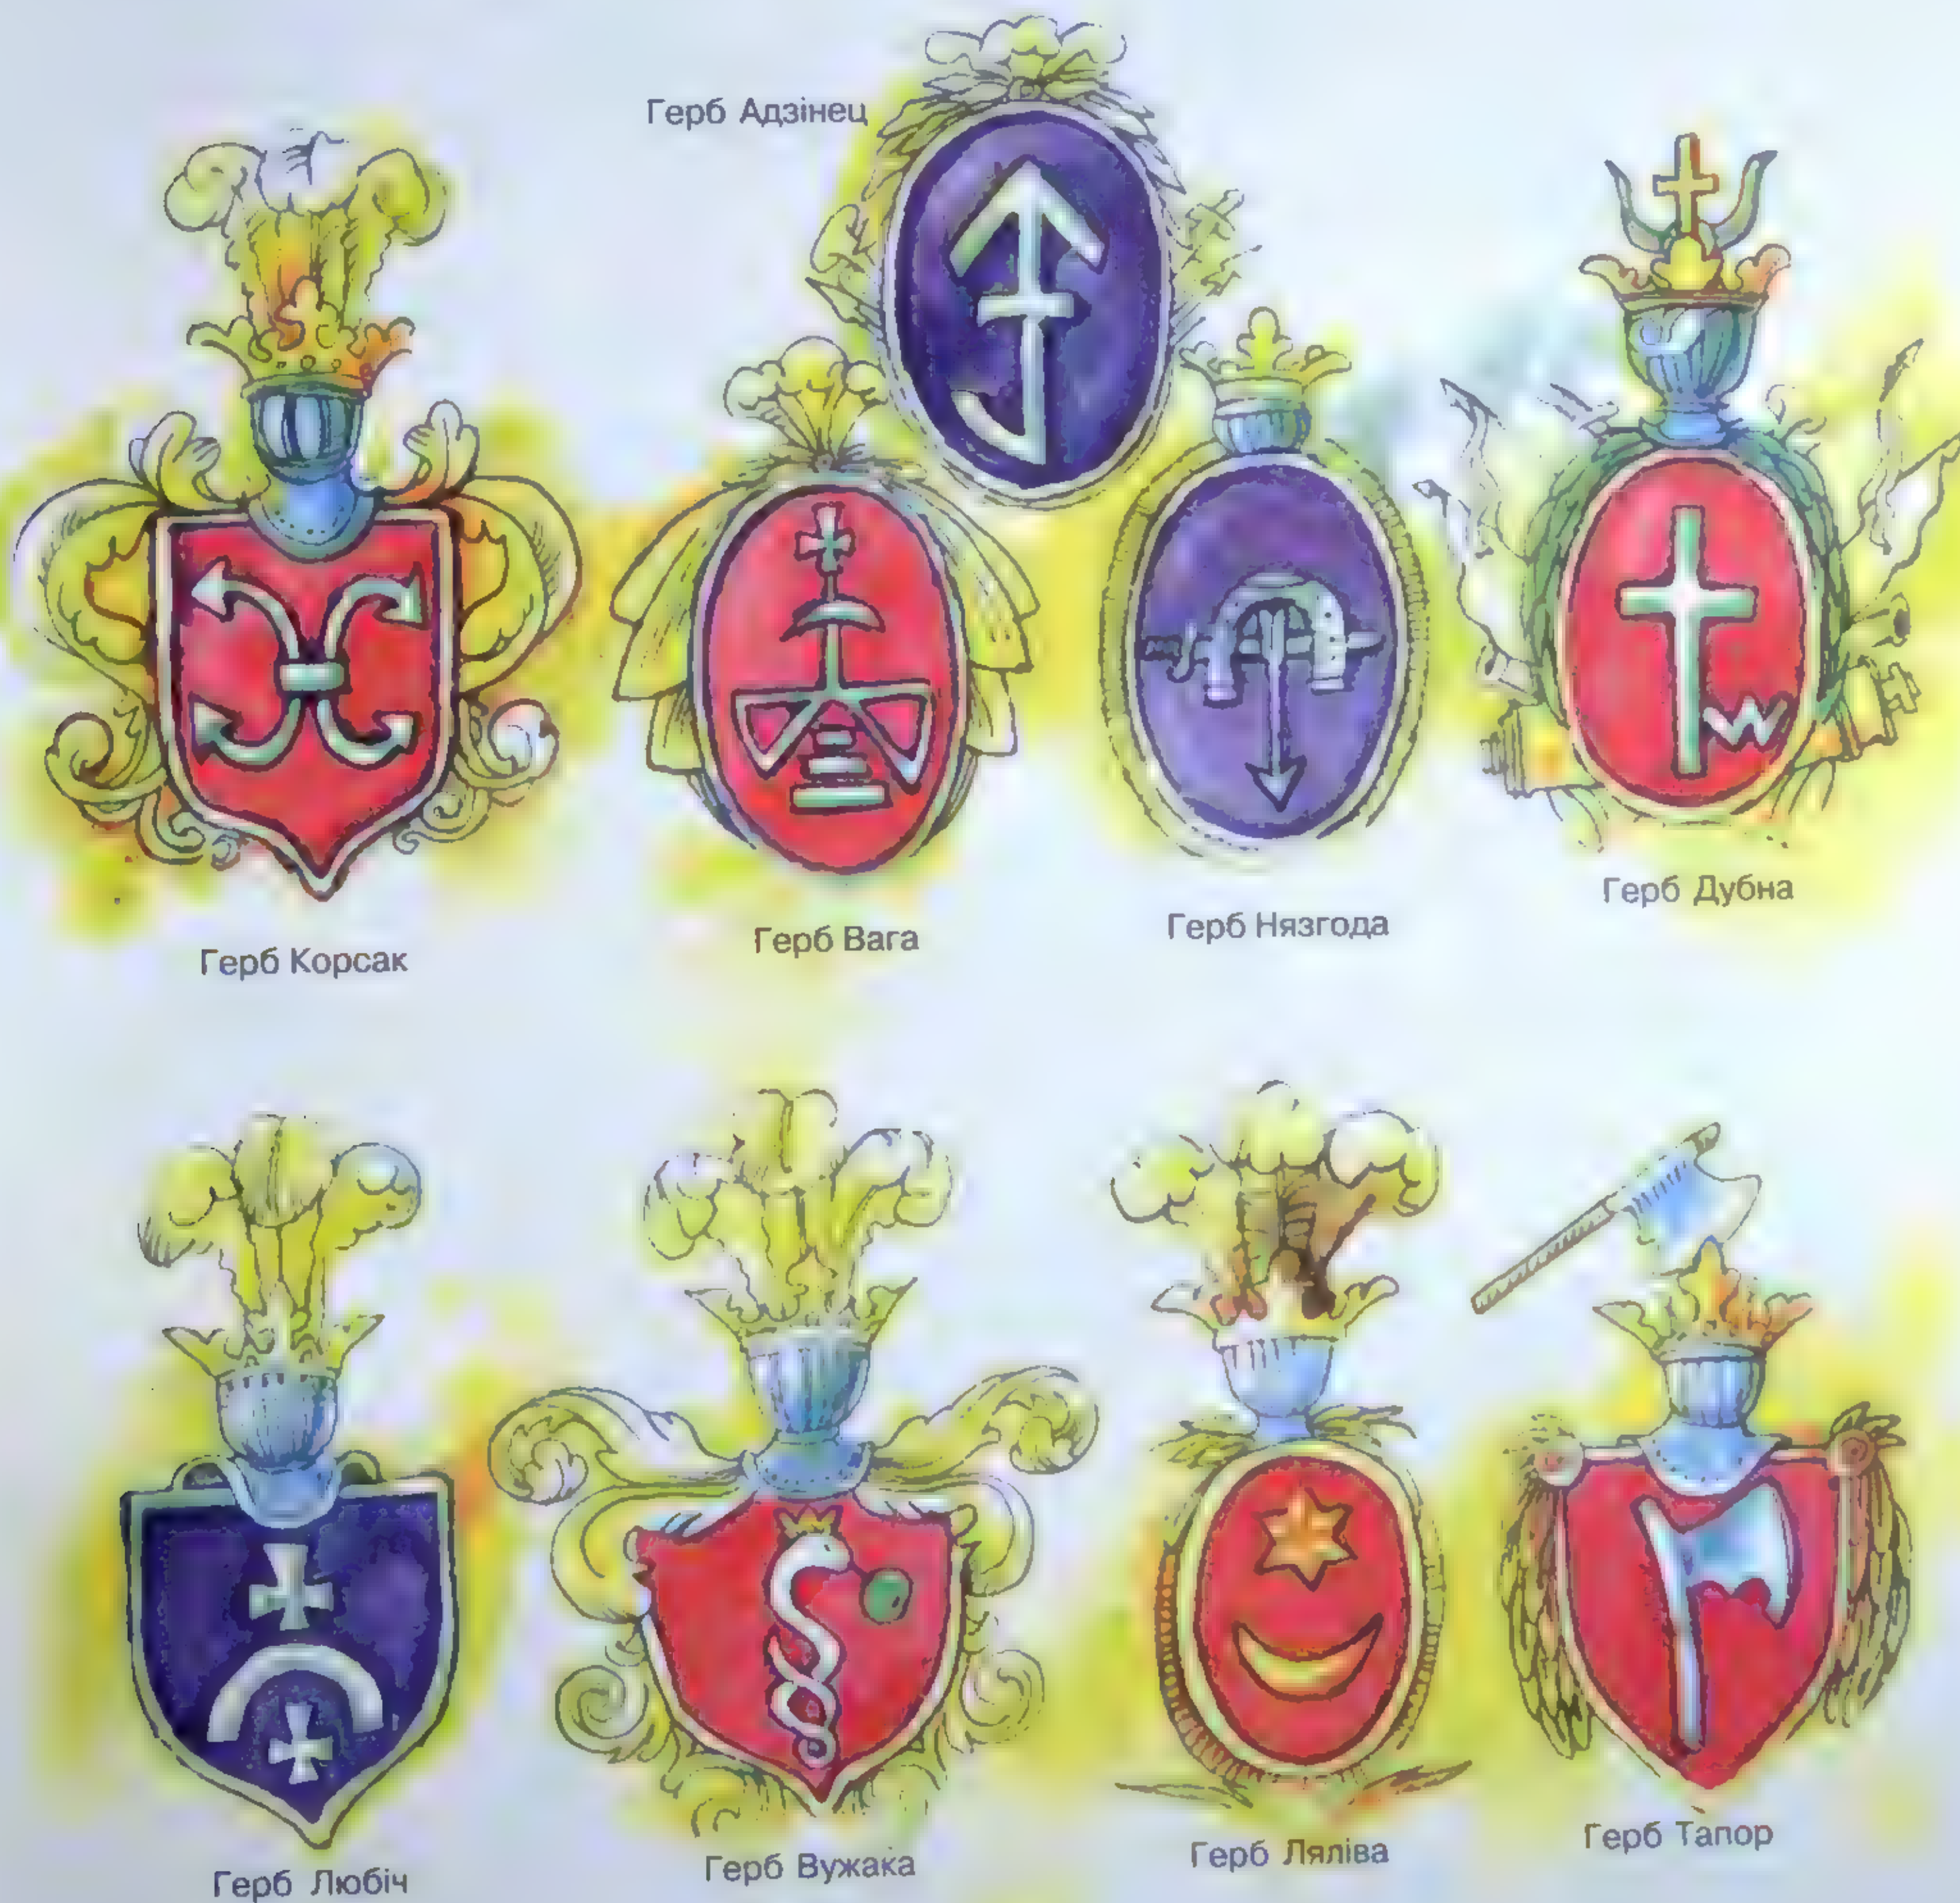 Герб Адзінец
Герб Корсак
Герб Вага
Герб Нязгода
Герб Дубна
W
Герб Любіч
Герб Вужака
Герб Ляліва
Герб Тапор